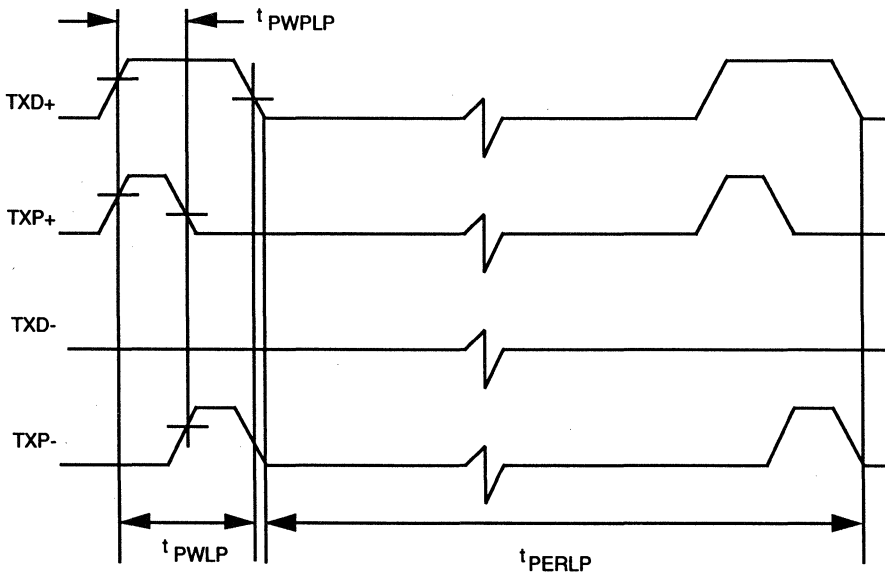 t PWPLP
TXD+
TXP+
TXD-
TXP-
t PWLP
t PERLP